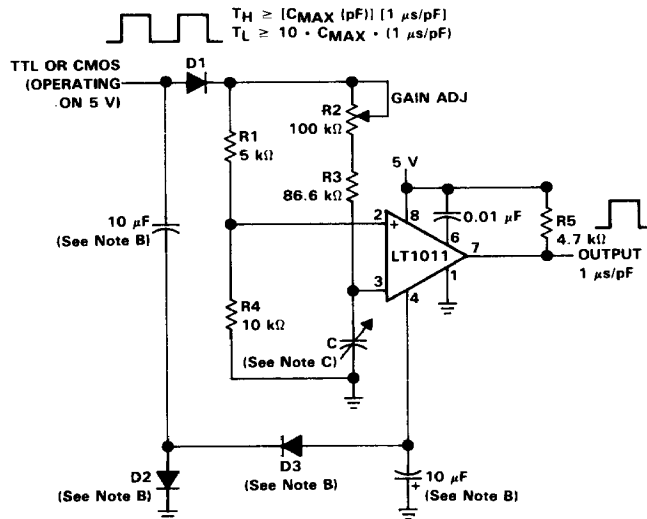 T_H ≥ [C_MAX (pF)] [1 μs/pF]
T_L ≥ 10 • C_MAX • (1 μs/pF)
TTL OR CMOS
(OPERATING
ON 5 V)
D1
R2
100 kΩ
GAIN ADJ
R1
5 kΩ
R3
86.6 kΩ
5 V
10 μF
(See Note B)
2
+
8
0.01 μF
R5
4.7 kΩ
6
LT1011
7
OUTPUT
1 μs/pF
3
1
4
R4
10 kΩ
C
(See Note C)
D2
(See Note B)
D3
(See Note B)
10 μF
+
(See Note B)